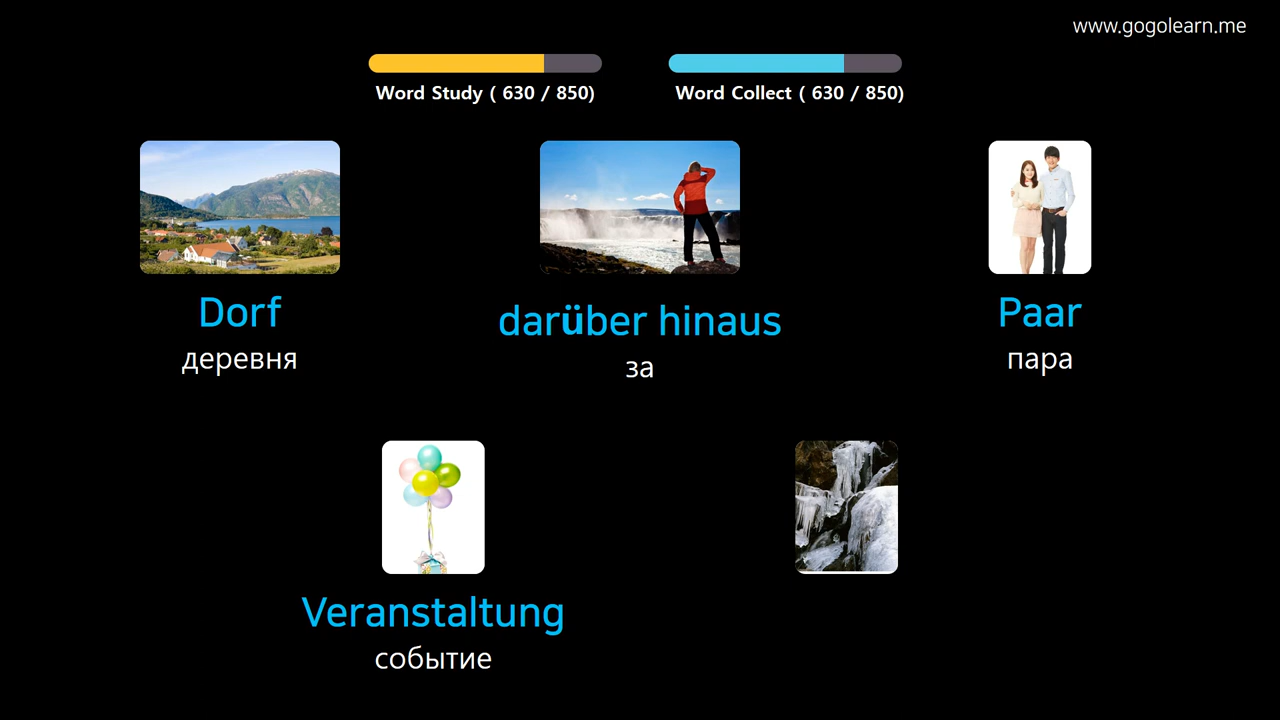 www.gogolearn.me
Word Study ( 630 / 850)
Word Collect ( 630 / 850)
Dorf
деревня
darüber hinaus
за
Paar
пара
Veranstaltung
событие